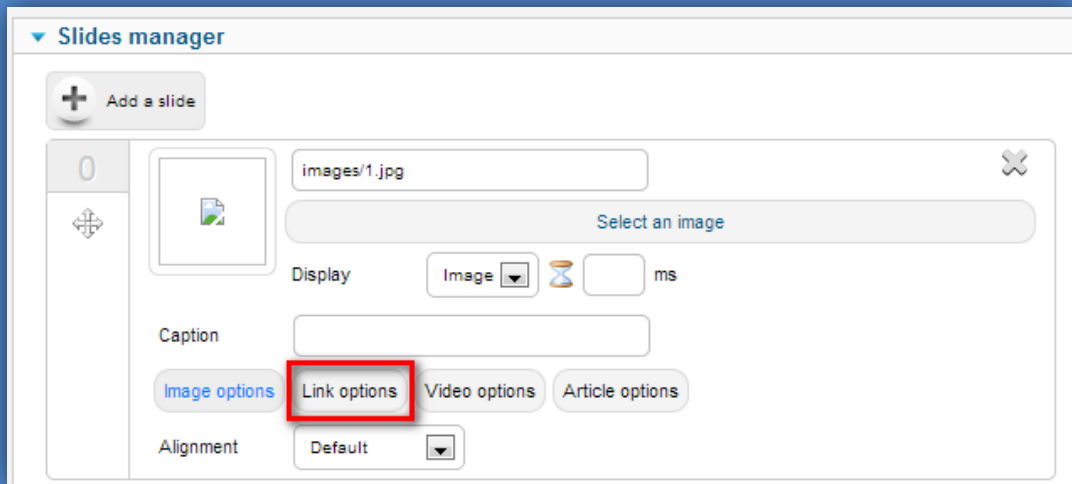 Slides manager
Add a slide
0
images/1.jpg
Select an image
Display
Image
ms
Caption
Image options
Link options
Video options
Article options
Alignment
Default